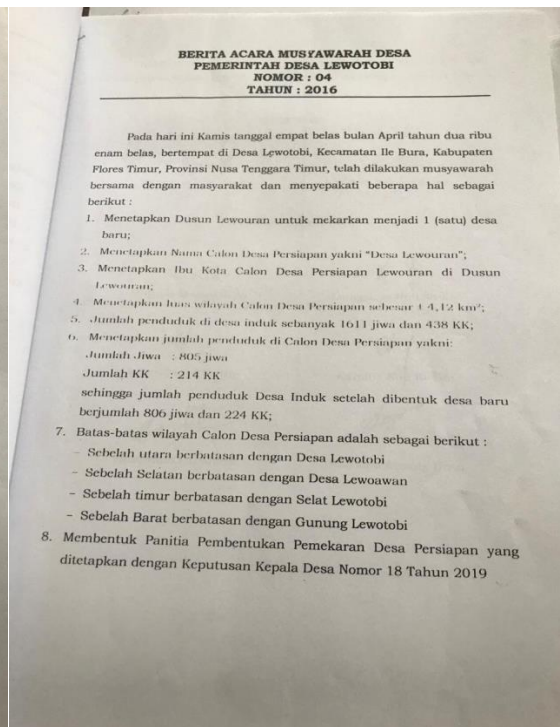 BERITA ACARA MUSYAWARAH DESA
PEMERINTAH DESA LEWOTOBI
NOMOR : 04
TAHUN : 2016
Pada hari ini Kamis tanggal empat belas bulan April tahun dua ribu
enam belas, bertempat di Desa Lewotobi, Kecamatan Ile Bura, Kabupaten
Flores Timur, Provinsi Nusa Tenggara Timur, telah dilakukan musyawarah
bersama dengan masyarakat dan menyepakati beberapa hal sebagai
berikut :
1. Menetapkan Dusun Lewouran untuk mekarkan menjadi 1 (satu) desa
baru;
2. Menetapkan Nama Calon Desa Persiapan yakni “Desa Lewouran”;
3. Menetapkan Ibu Kota Calon Desa Persiapan Lewouran di Dusun
Lewouran;
4. Menetapkan luas wilayah Calon Desa Persiapan sebesar ± 4,12 km²;
5. Jumlah penduduk di desa induk sebanyak 1611 jiwa dan 438 KK;
6. Menetapkan jumlah penduduk di Calon Desa Persiapan yakni:
Jumlah Jiwa : 805 jiwa
Jumlah KK : 214 KK
sehingga jumlah penduduk Desa Induk setelah dibentuk desa baru
berjumlah 806 jiwa dan 224 KK;
7. Batas-batas wilayah Calon Desa Persiapan adalah sebagai berikut :
- Sebelah utara berbatasan dengan Desa Lewotobi
- Sebelah Selatan berbatasan dengan Desa Lewoawan
- Sebelah timur berbatasan dengan Selat Lewotobi
- Sebelah Barat berbatasan dengan Gunung Lewotobi
8. Membentuk Panitia Pembentukan Pemekaran Desa Persiapan yang
ditetapkan dengan Keputusan Kepala Desa Nomor 18 Tahun 2019